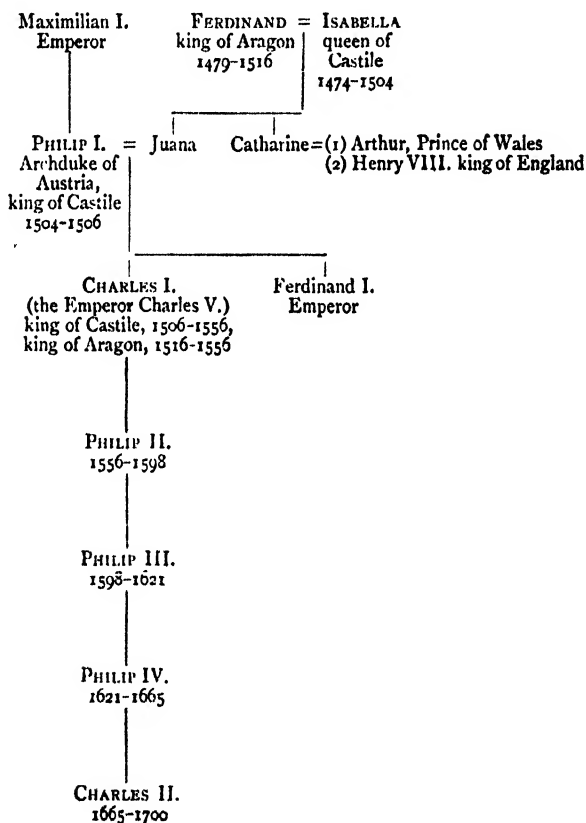 Maximilian I.
Emperor
FERDINAND = ISABELLA
king of Aragon queen of
1479-1516 Castile
1474-1504
PHILIP I. = Juana Catharine=(1) Arthur, Prince of Wales
Archduke of (2) Henry VIII. king of England
Austria,
king of Castile
1504-1506
CHARLES I. Ferdinand I.
(the Emperor Charles V.) Emperor
king of Castile, 1506-1556,
king of Aragon, 1516-1556
PHILIP II.
1556-1598
PHILIP III.
1598-1621
PHILIP IV.
1621-1665
CHARLES II.
1665-1700